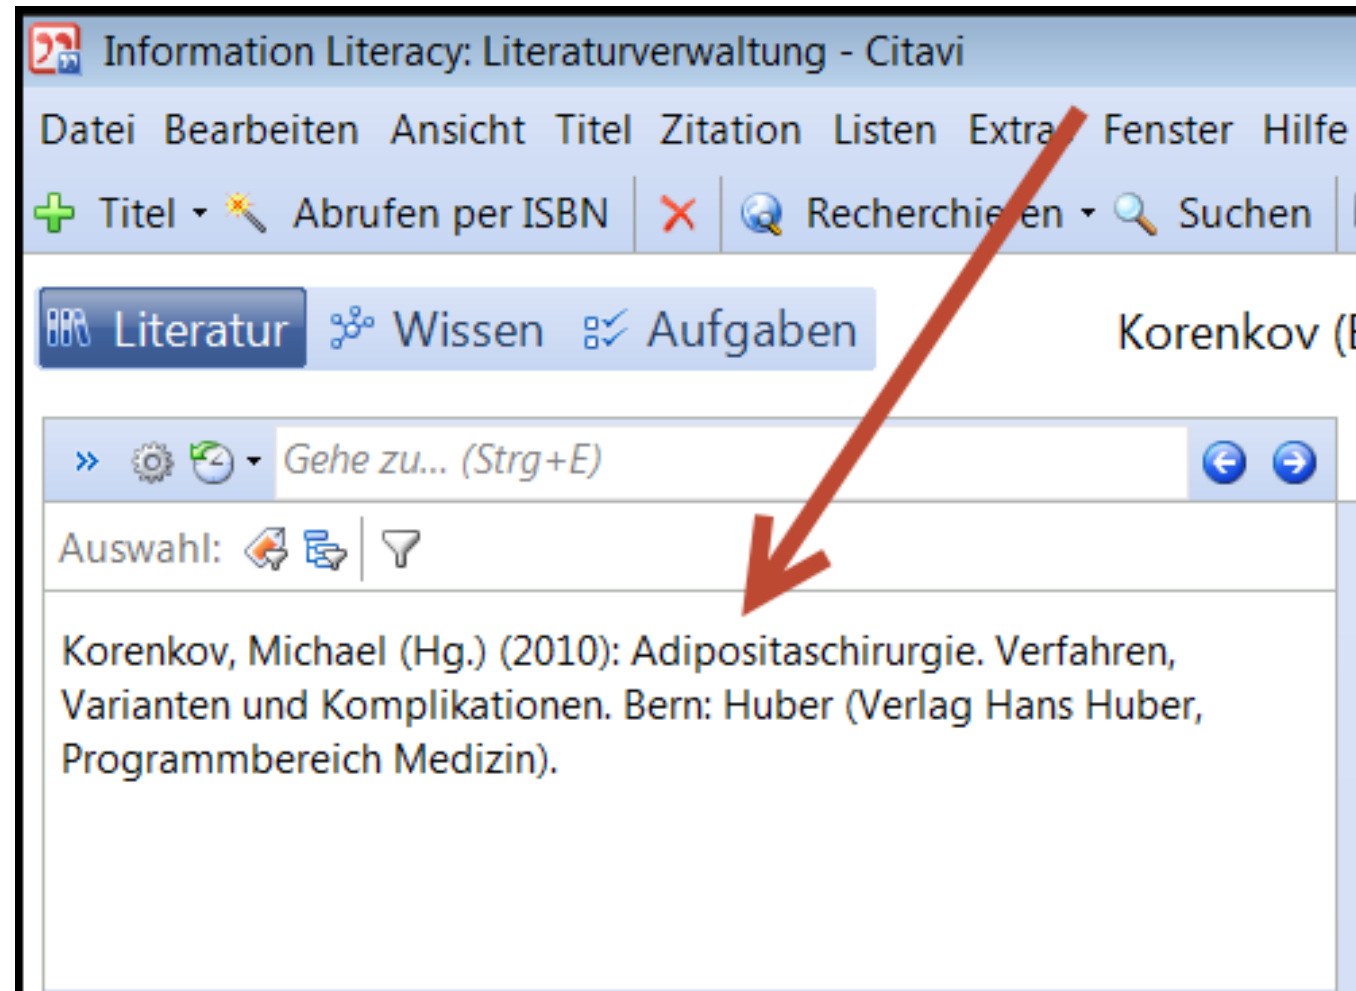 Information Literacy: Literaturverwaltung - Citavi
Datei Bearbeiten Ansicht Titel Zitation Listen Extras Fenster Hilfe
Titel Abrufen per ISBN Recherchieren Suchen
Literatur Wissen Aufgaben
Korenkov (
Gehe zu... (Strg+E)
Auswahl:
Korenkov, Michael (Hg.) (2010): Adipositaschirurgie. Verfahren,
Varianten und Komplikationen. Bern: Huber (Verlag Hans Huber,
Programmbereich Medizin).